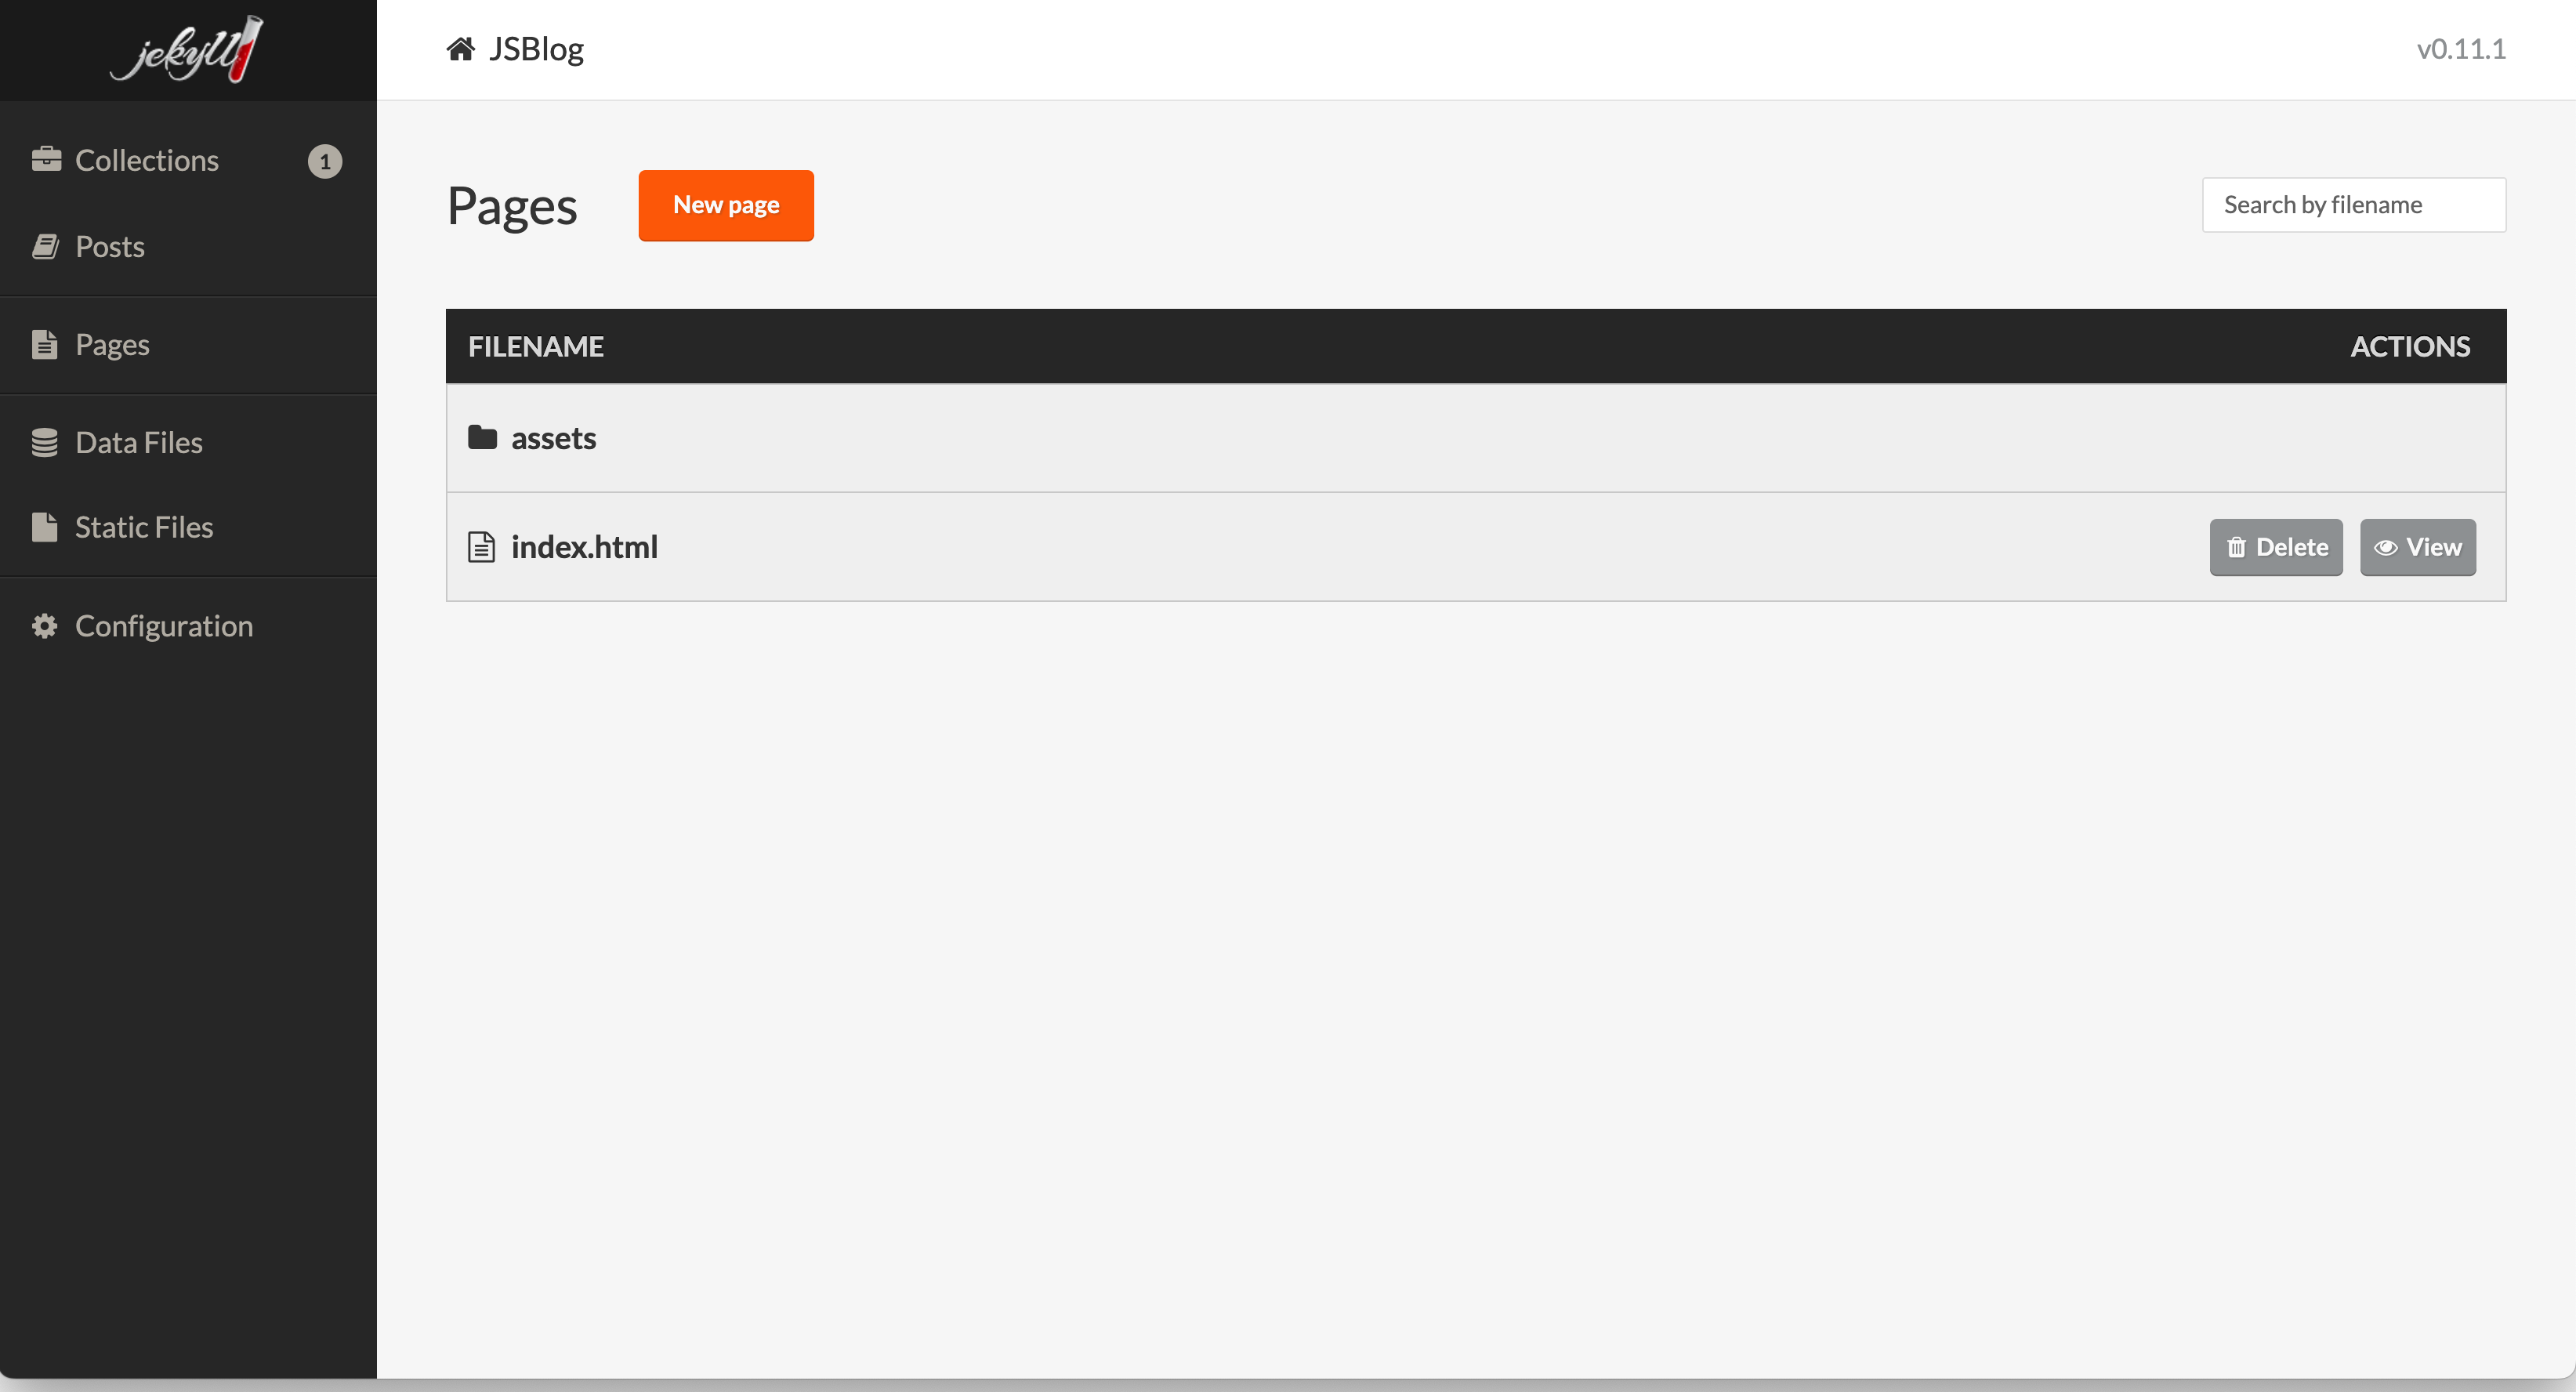 jekyll
JSBlog
v0.11.1
Collections
1
Posts
Pages
Data Files
Static Files
Configuration
Pages
New page
Search by filename
FILENAME
ACTIONS
assets
index.html
Delete
View